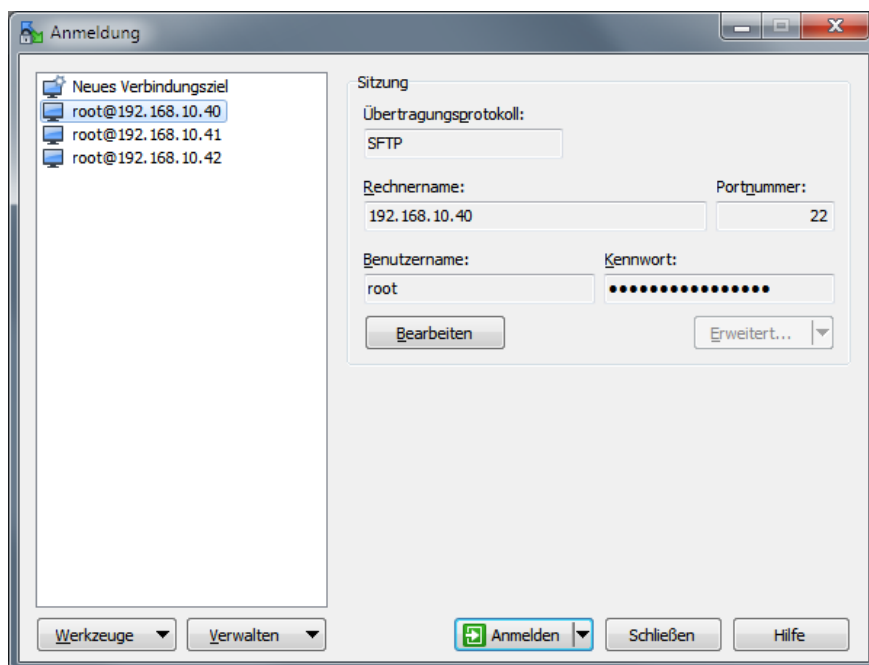 Anmeldung
Neues Verbindungsziel
root@192.168.10.40
root@192.168.10.41
root@192.168.10.42
Sitzung
Übertragungsprotokoll:
SFTP
Rechnername: Portnummer:
192.168.10.40 22
Benutzername: Kennwort:
root ●●●●●●●●●●●●●●●●
Bearbeiten Erweitert...
Werkzeuge Verwalten Anmelden Schließen Hilfe